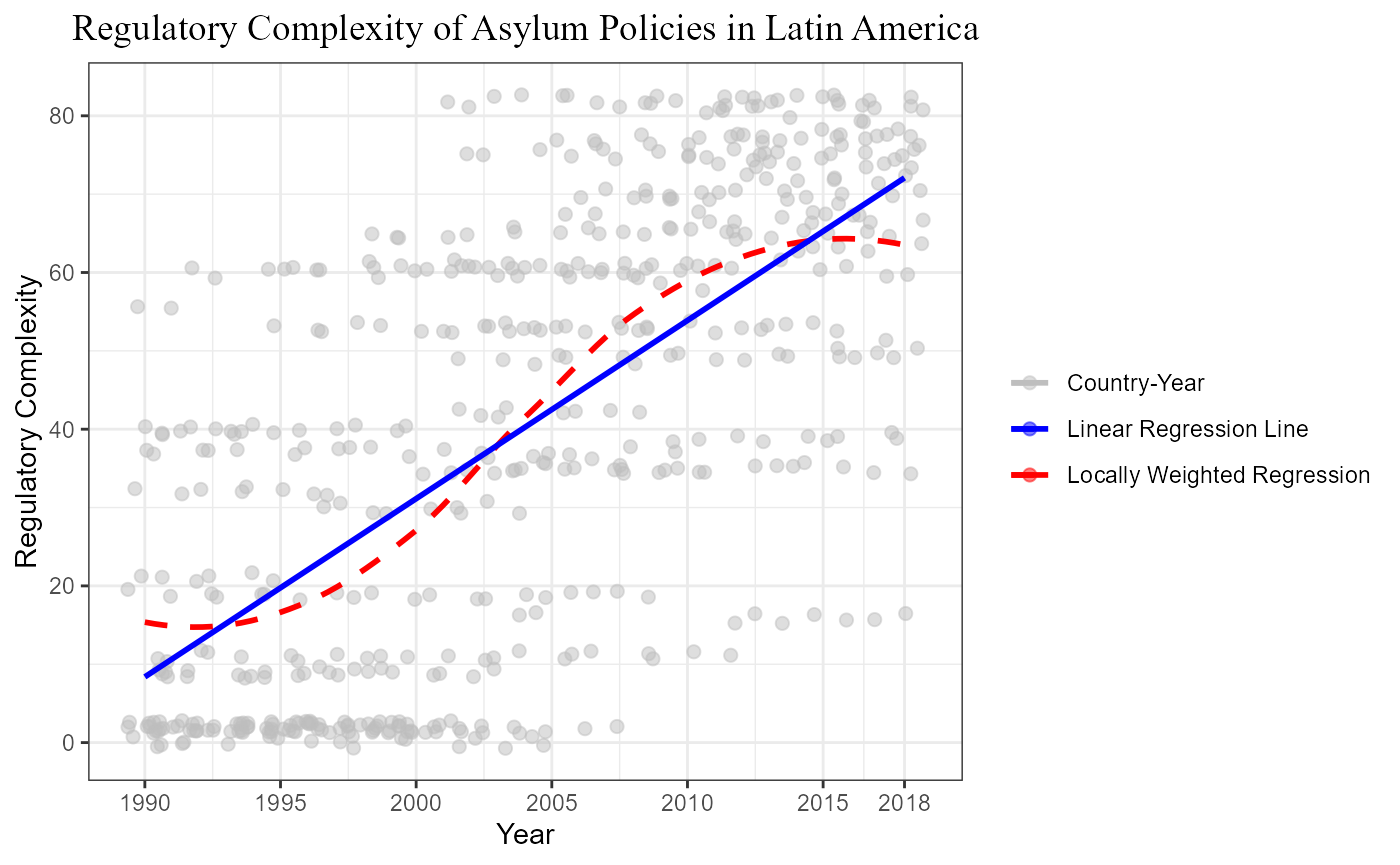 Regulatory Complexity of Asylum Policies in Latin America
Regulatory Complexity
80
60
40
20
0
1990 1995 2000 2005 2010 2015 2018
Year
Country-Year
Linear Regression Line
Locally Weighted Regression